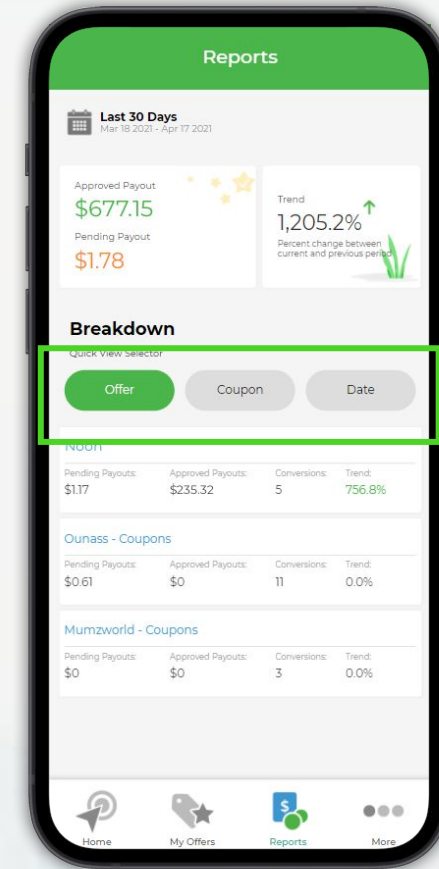 Reports
Last 30 Days
Mar 18 2021 - Apr 17 2021
Approved Payout
$677.15
Pending Payout
$1.78
Trend
1,205.2%
Percent change between
current and previous period
Breakdown
Quick View Selector
Offer Coupon Date
Noon
Pending Payouts: Approved Payouts: Conversions: Trend:
$1.17 $235.32 5 756.8%
Ounass - Coupons
Pending Payouts: Approved Payouts: Conversions: Trend:
$0.61 $0 11 0.0%
Mumzworld - Coupons
Pending Payouts: Approved Payouts: Conversions: Trend:
$0 $0 3 0.0%
Home My Offers Reports More